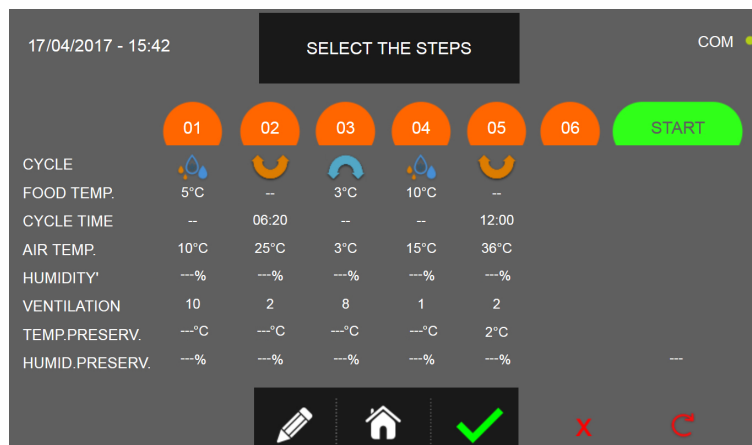 17/04/2017 - 15:42 SELECT THE STEPS COM
01 02 03 04 05 06 START
CYCLE
FOOD TEMP. 5°C -- 3°C 10°C --
CYCLE TIME -- 06:20 -- -- 12:00
AIR TEMP. 10°C 25°C 3°C 15°C 36°C
HUMIDITY' ---% ---% ---% ---% ---%
VENTILATION 10 2 8 1 2
TEMP.PRESERV. ---°C ---°C ---°C ---°C 2°C
HUMID.PRESERV. ---% ---% ---% ---% ---% ---
X